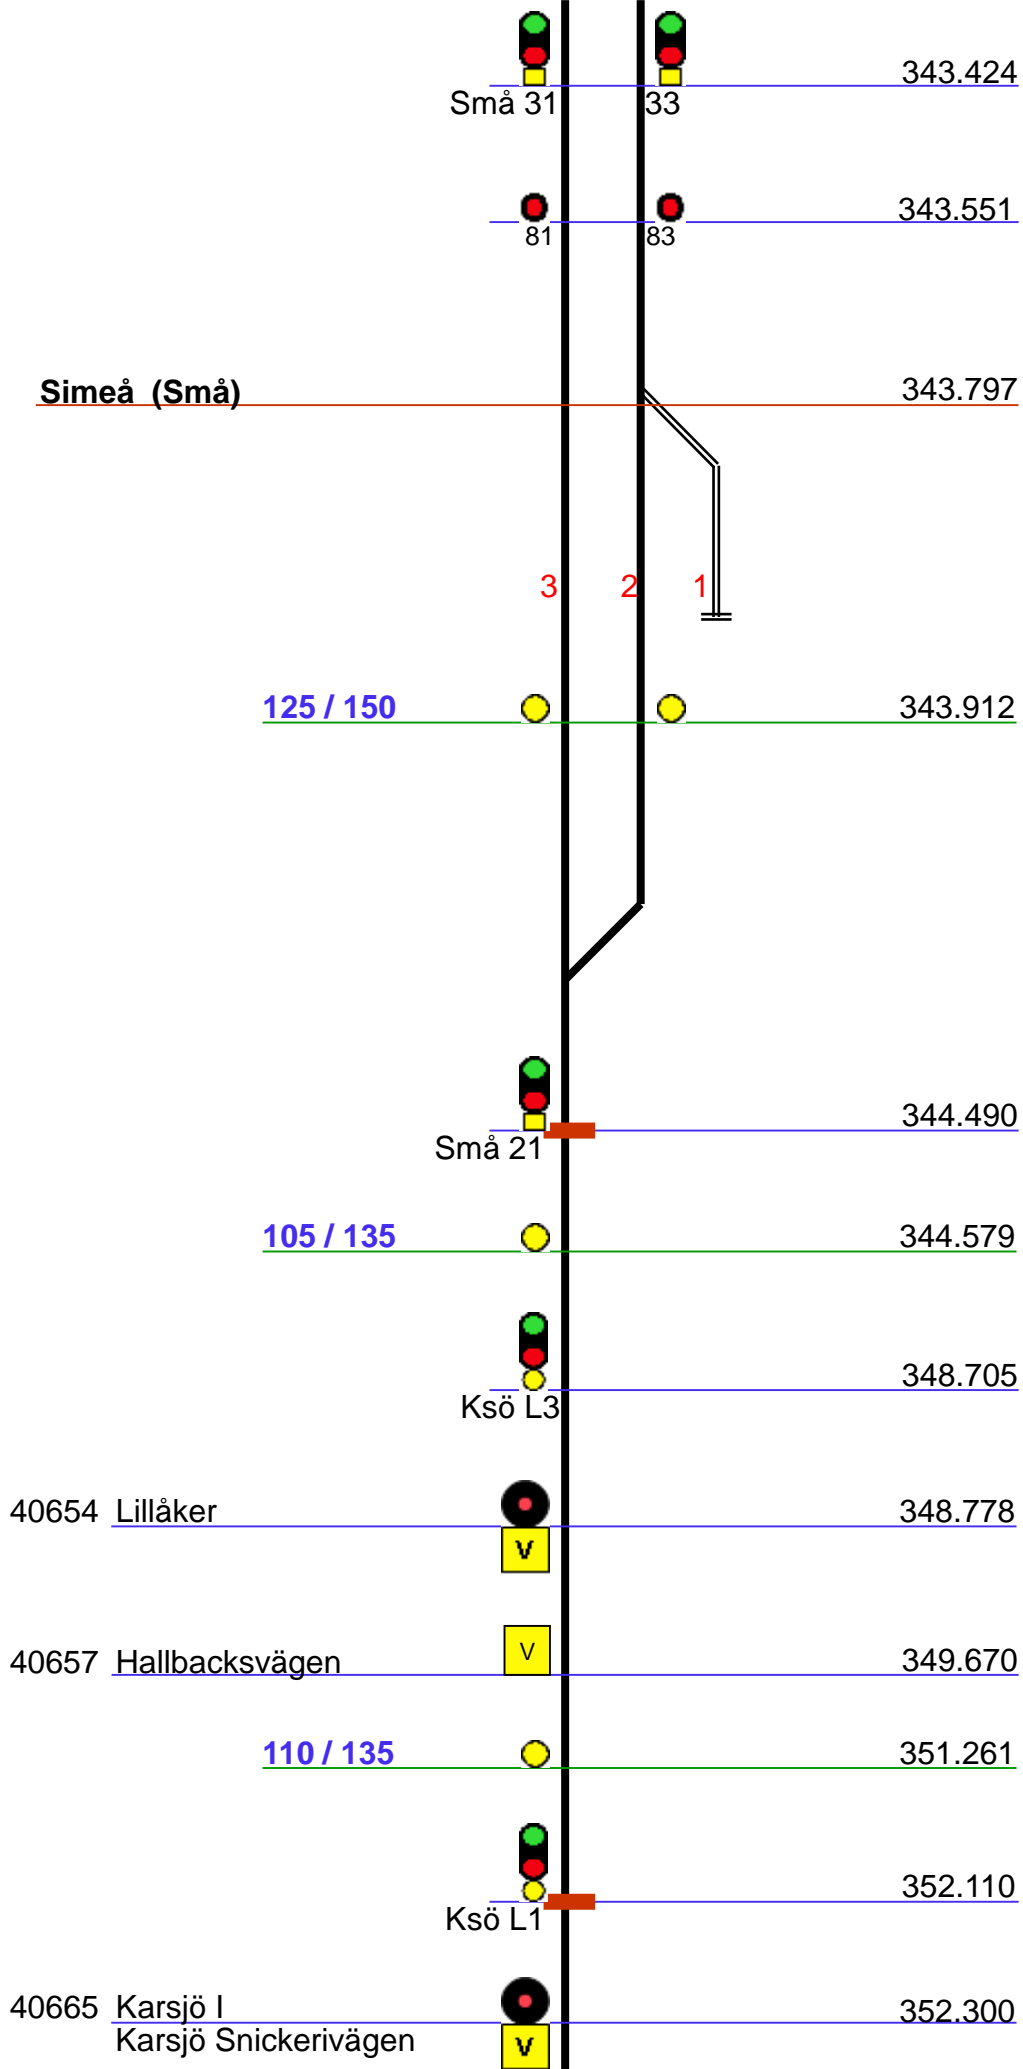 343.424
Små 31 33
343.551
81 83
Simeå (Små) 343.797
3 2 1
125 / 150 343.912
344.490
Små 21
105 / 135 344.579
348.705
Ksö L3
40654 Lillåker 348.778
V
V
40657 Hallbacksvägen 349.670
110 / 135 351.261
352.110
Ksö L1
40665 Karsjö I 352.300
Karsjö Snickerivägen
V